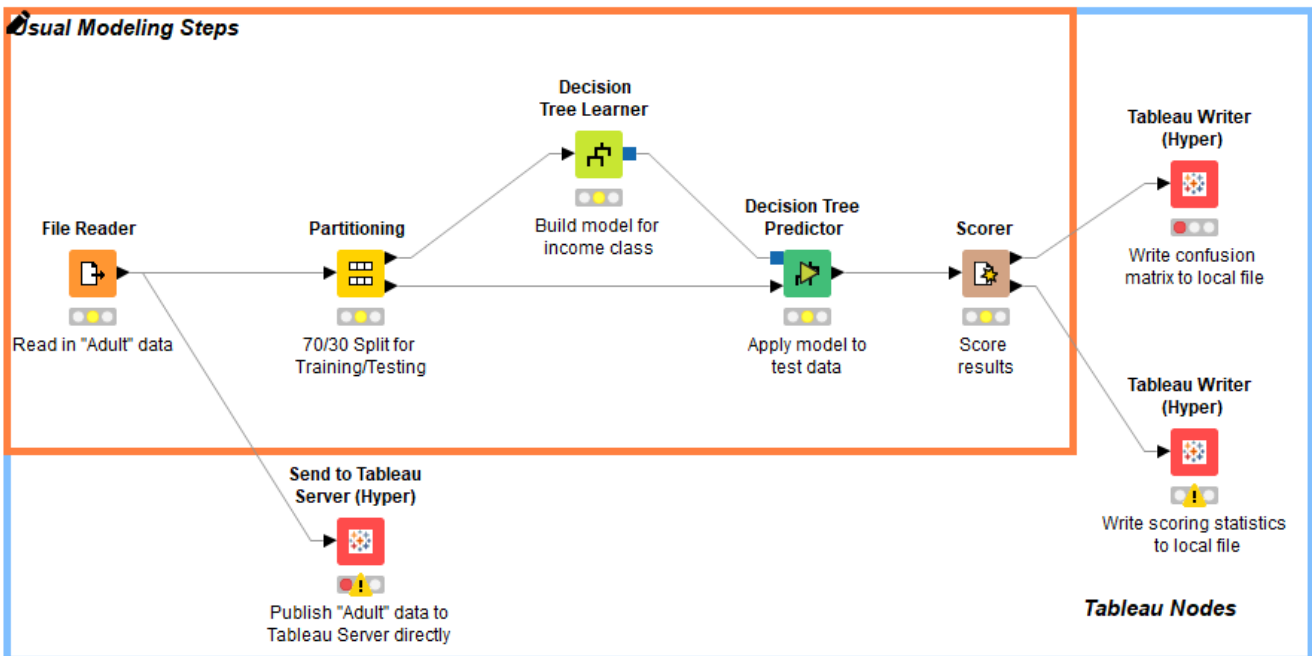 Usual Modeling Steps
Decision
Tree Learner
Build model for
income class
File Reader
Read in "Adult" data
Partitioning
70/30 Split for
Training/Testing
Decision Tree
Predictor
Apply model to
test data
Scorer
Score
results
Tableau Writer
(Hyper)
Write confusion
matrix to local file
Tableau Writer
(Hyper)
Write scoring statistics
to local file
Send to Tableau
Server (Hyper)
Publish "Adult" data to
Tableau Server directly
Tableau Nodes